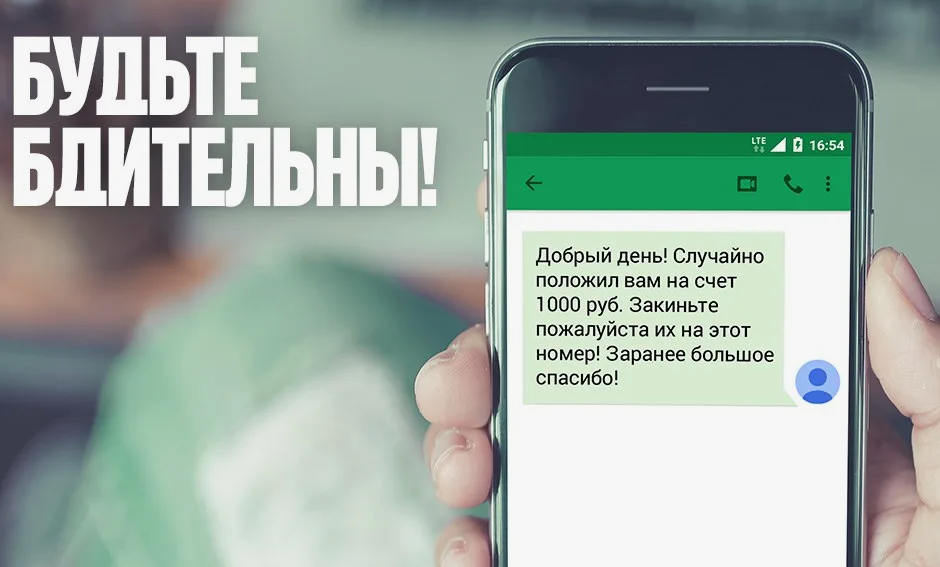 БУДЬТЕ
БДИТЕЛЬНЫ!
LTE
16:54
Добрый день! Случайно
положил вам на счет
1000 руб. Закиньте
пожалуйста их на этот
номер! Заранее большое
спасибо!